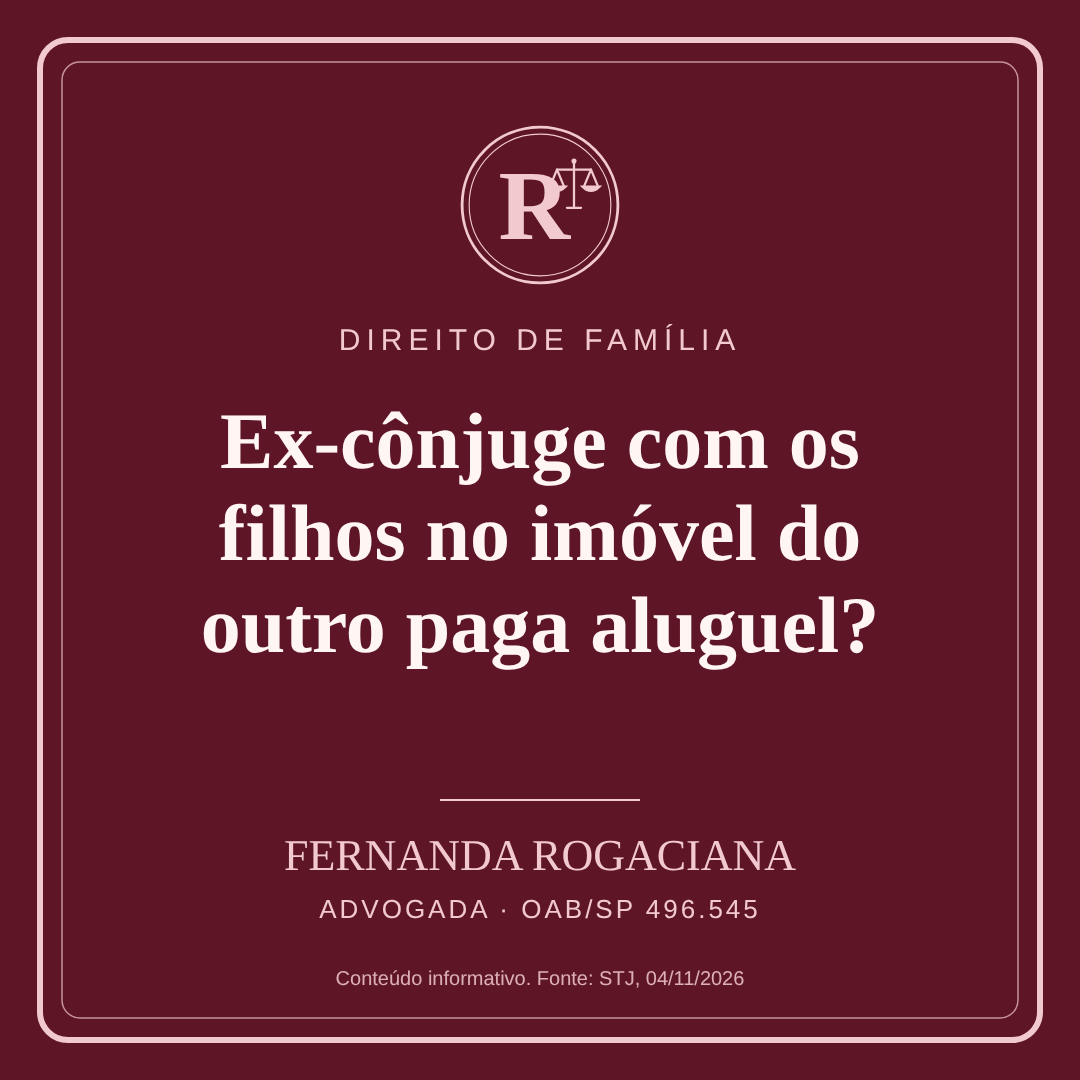 R
DIREITO DE FAMÍLIA
Ex-cônjuge com os
filhos no imóvel do
outro paga aluguel?
FERNANDA ROGACIANA
ADVOGADA · OAB/SP 496.545
Conteúdo informativo. Fonte: STJ, 04/11/2026